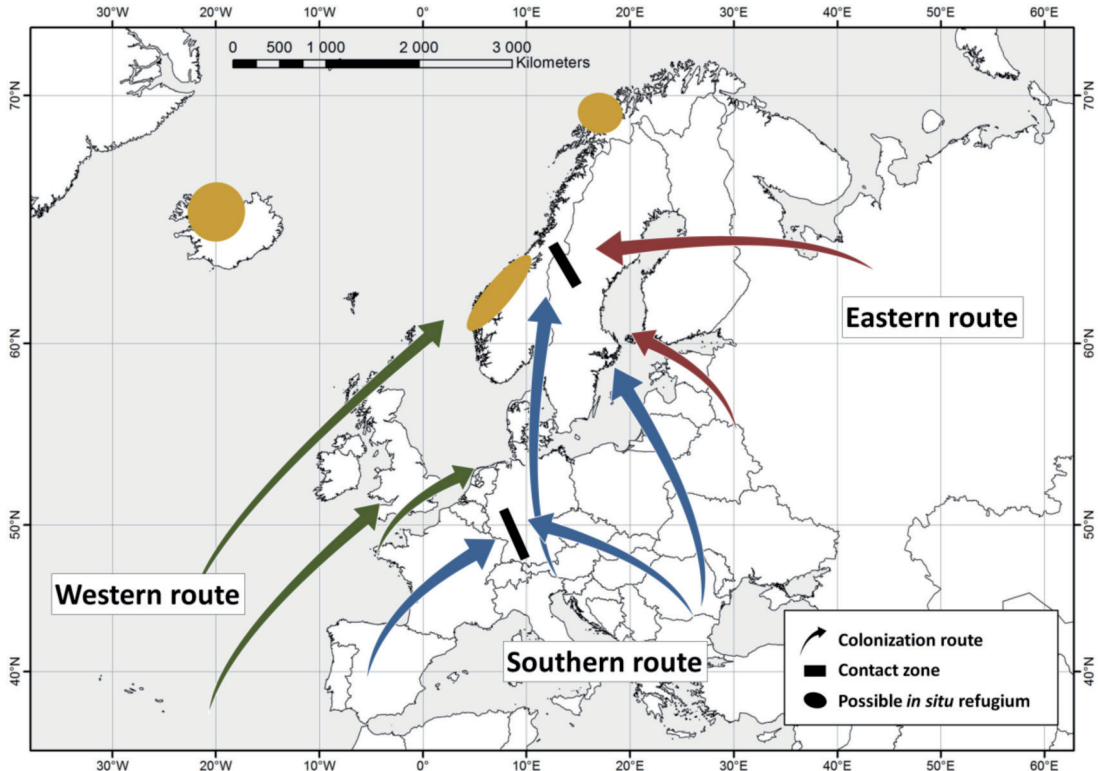 30°W 20°W 10°W 0° 10°E 20°E 30°E 40°E 50°E 60°E
0 500 1 000 2 000 3 000
Kilometers
70°N 70°N
Eastern route
60°N 60°N
50°N 50°N
Western route
Southern route
Colonization route
Contact zone
Possible in situ refugium
40°N 40°N
30°W 20°W 10°W 0° 10°E 20°E 30°E 40°E 50°E 60°E